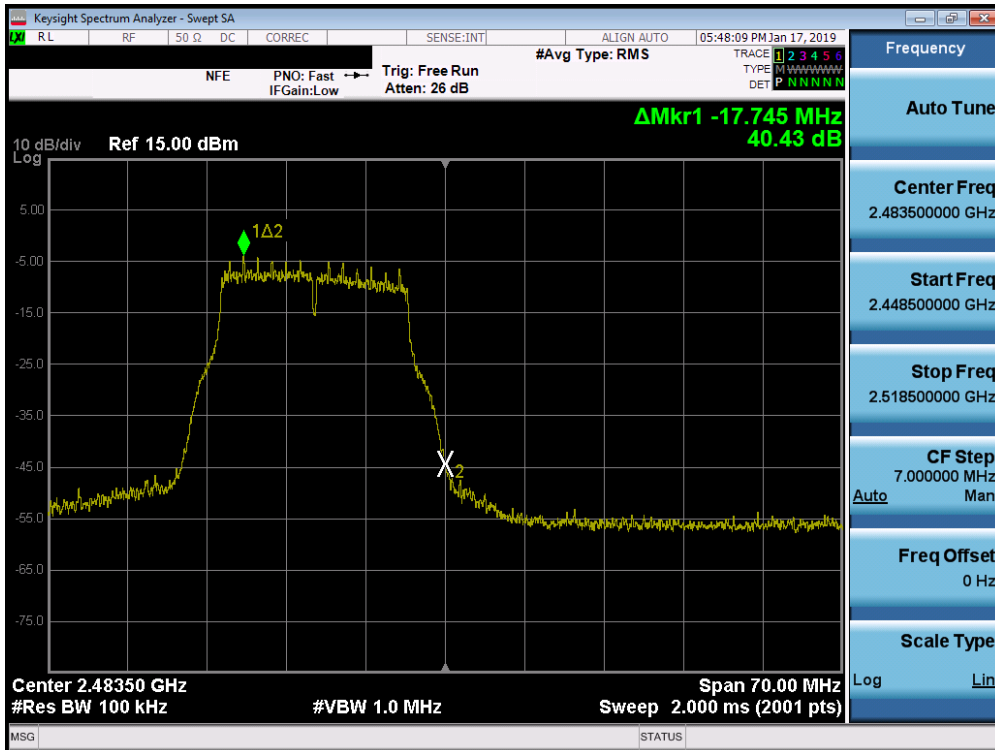 Keysight Spectrum Analyzer - Swept SA
LXI RL RF 50 Ω DC CORREC SENSE:INT ALIGN AUTO 05:48:09 PM Jan 17, 2019
NFE PNO: Fast Trig: Free Run #Avg Type: RMS TRACE 1 2 3 4 5 6
IFGain:Low Atten: 26 dB TYPE M WWWWW
DET P N N N N N
ΔMkr1 -17.745 MHz
40.43 dB
10 dB/div Ref 15.00 dBm
Log
1Δ2
5.00
-5.00
-15.0
-25.0
-35.0
-45.0
X2
-55.0
-65.0
-75.0
Center 2.48350 GHz Span 70.00 MHz
#Res BW 100 kHz #VBW 1.0 MHz Sweep 2.000 ms (2001 pts)
MSG STATUS
Frequency
Auto Tune
Center Freq
2.483500000 GHz
Start Freq
2.448500000 GHz
Stop Freq
2.518500000 GHz
CF Step
7.000000 MHz
Auto Man
Freq Offset
0 Hz
Scale Type
Log Lin